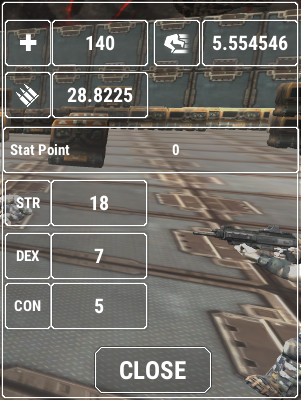 140 5.554546
28.8225
Stat Point 0
STR 18
DEX 7
CON 5
CLOSE